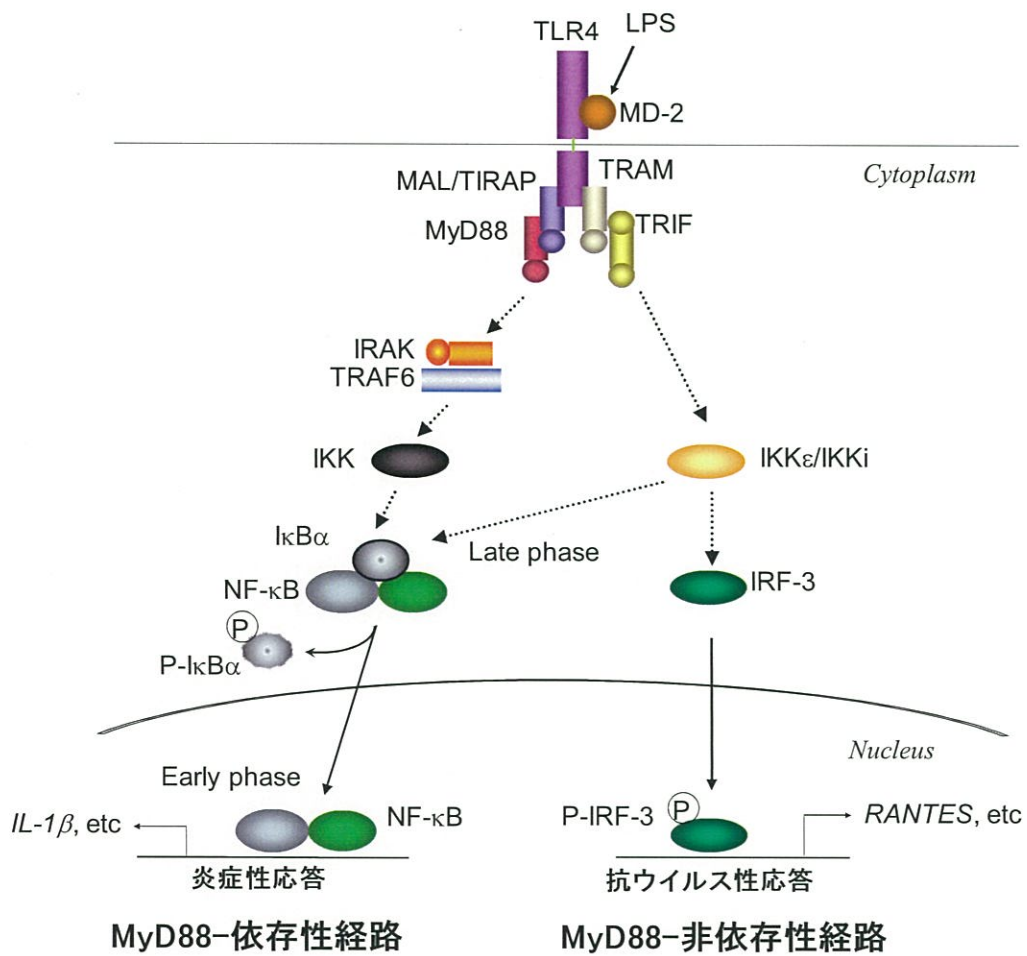 LPS
TLR4
MD-2
Cytoplasm
MAL/TIRAP
TRAM
MyD88
TRIF
IRAK
TRAF6
IKK
IKKε/IKKi
IκBα
Late phase
NF-κB
IRF-3
P
P-IκBα
Nucleus
Early phase
IL-1β, etc
NF-κB
P-IRF-3
P
RANTES, etc
炎症性応答
抗ウイルス性応答
MyD88-依存性経路
MyD88-非依存性経路